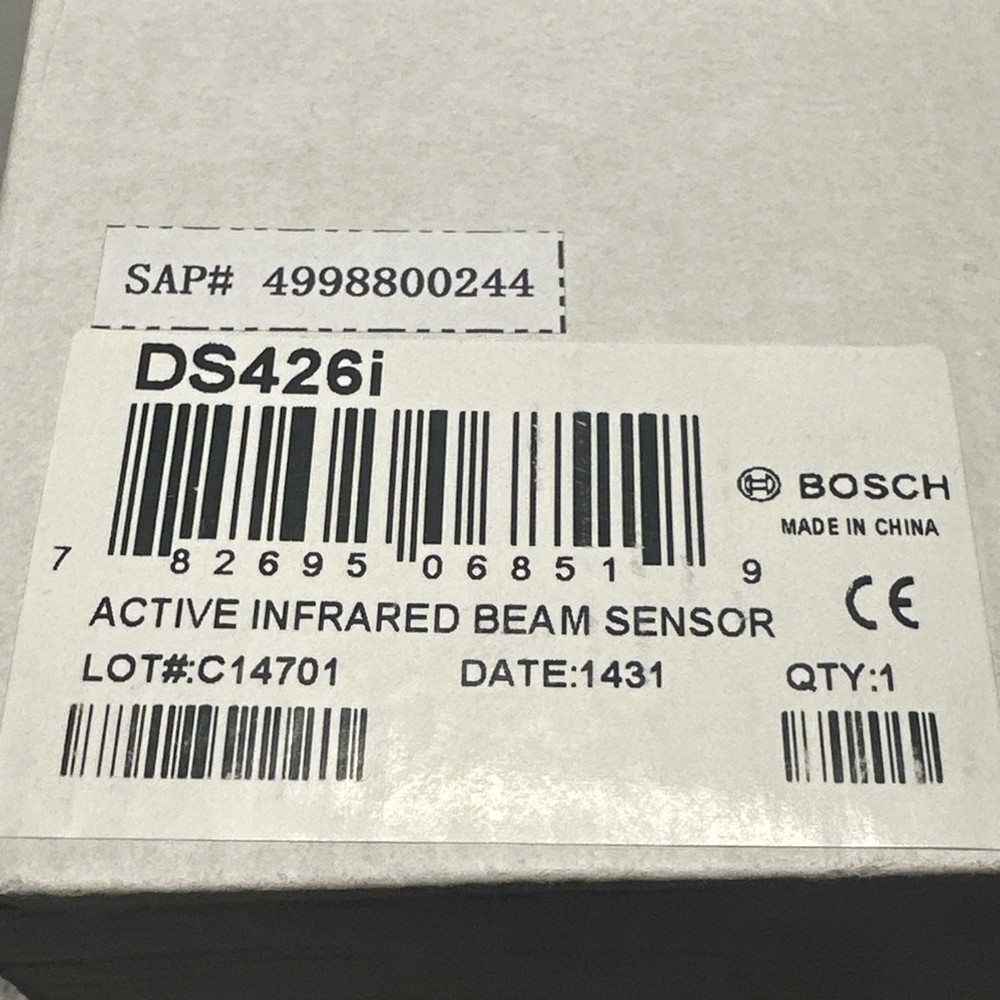 SAP# 4998800244
DS426i
BOSCH
MADE IN CHINA
7 82695 06851 9
ACTIVE INFRARED BEAM SENSOR
CE
LOT#:C14701 DATE:1431 QTY:1